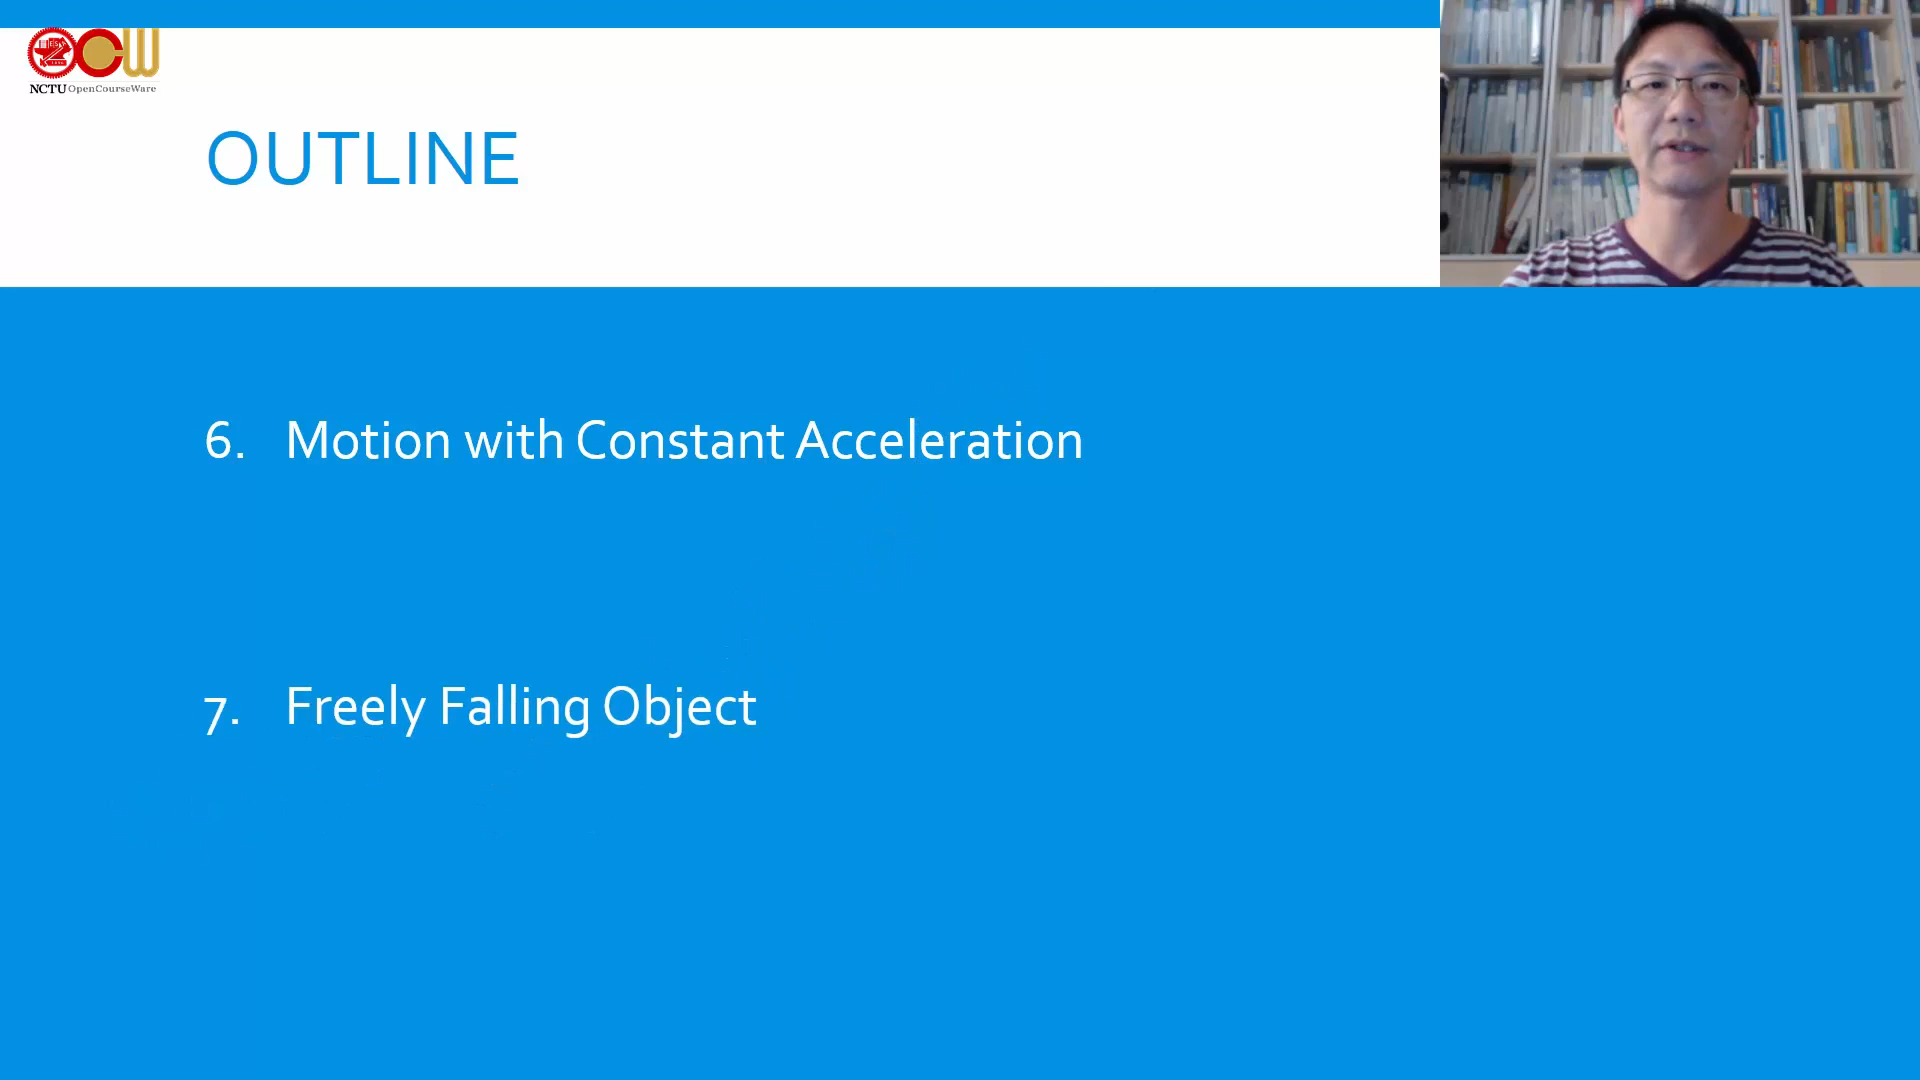 NCTU OpenCourseWare
OUTLINE
6. Motion with Constant Acceleration
7. Freely Falling Object